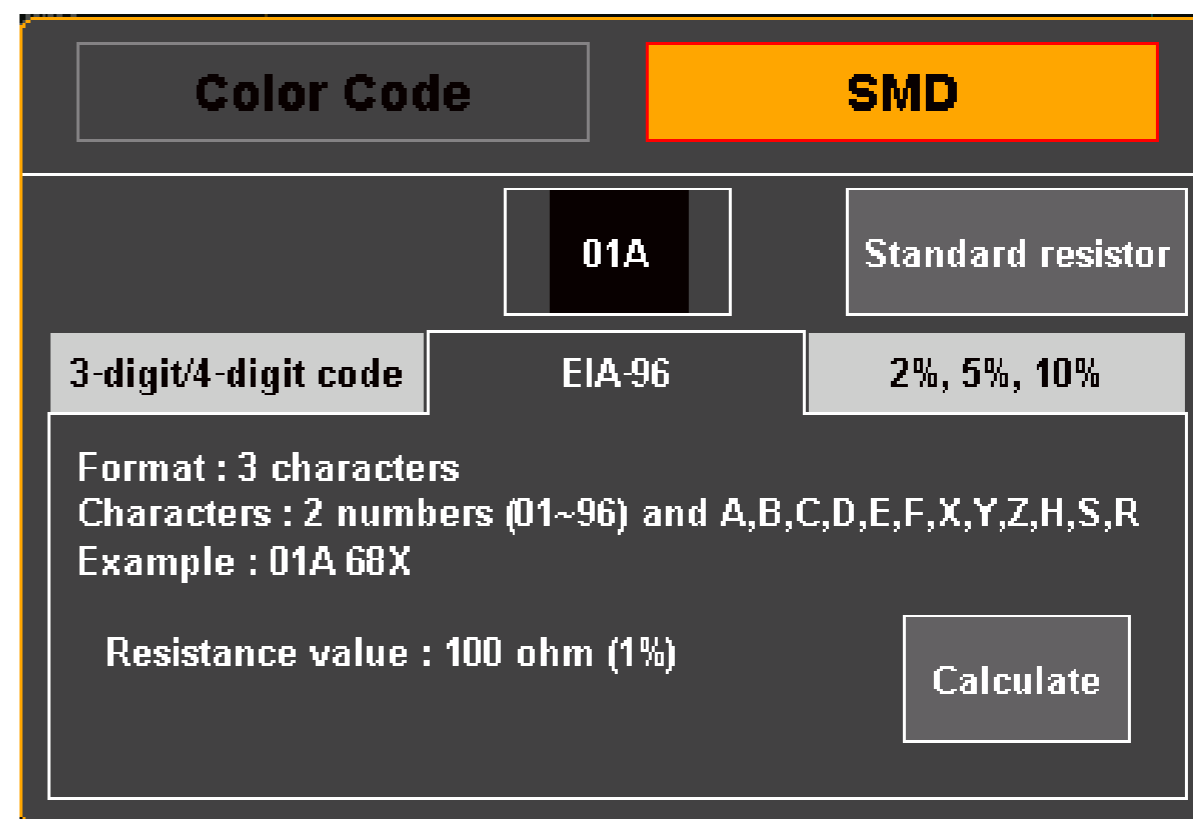 Color Code
SMD
01A
Standard resistor
3-digit/4-digit code
EIA-96
2%, 5%, 10%
Format : 3 characters
Characters : 2 numbers (01~96) and A,B,C,D,E,F,X,Y,Z,H,S,R
Example : 01A 68X
Resistance value : 100 ohm (1%)
Calculate